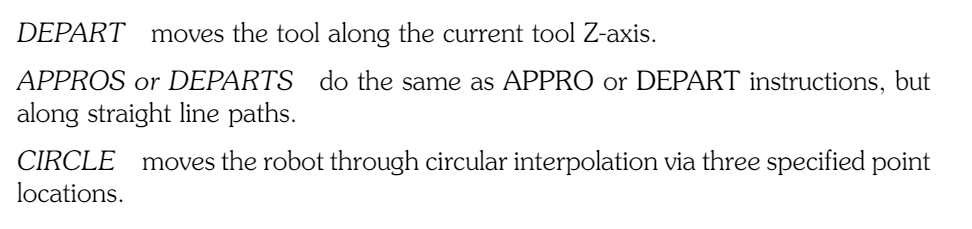 DEPART moves the tool along the current tool Z-axis.
APPROS or DEPARTS do the same as APPRO or DEPART instructions, but
along straight line paths.
CIRCLE moves the robot through circular interpolation via three specified point
locations.